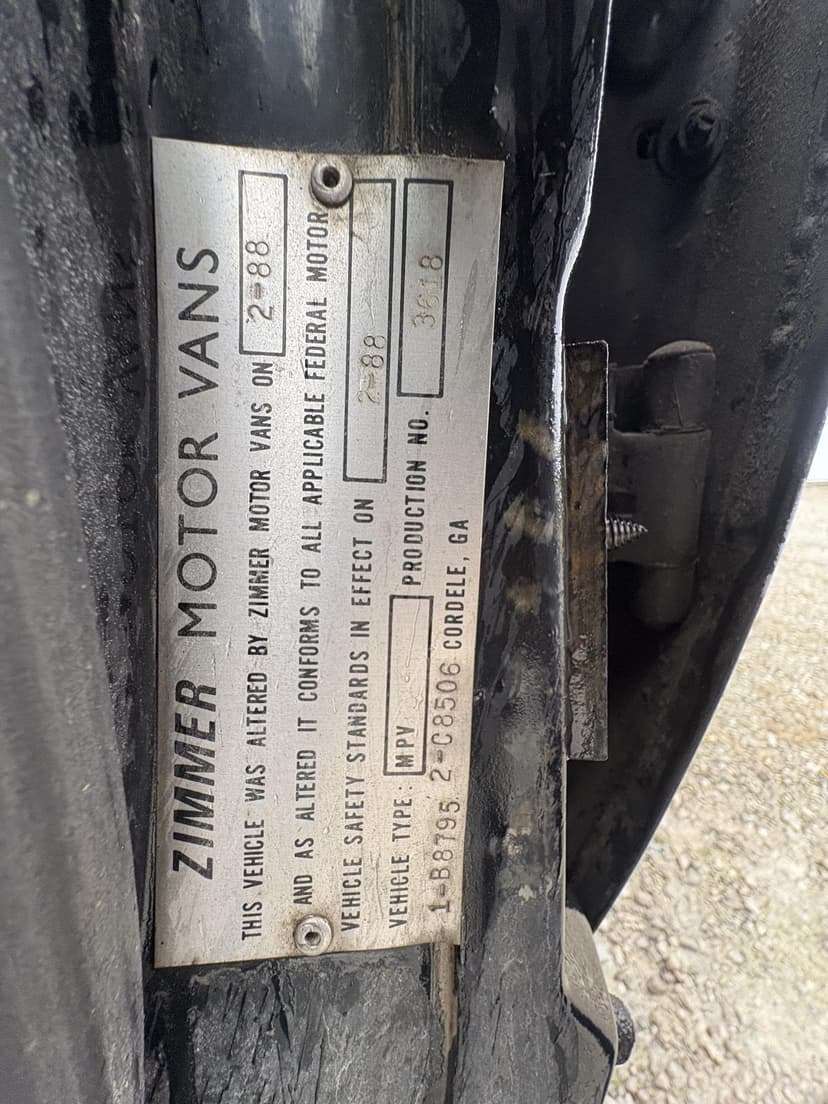 ZIMMER MOTOR VANS
THIS VEHICLE WAS ALTERED BY ZIMMER MOTOR VANS ON 2-88
AND AS ALTERED IT CONFORMS TO ALL APPLICABLE FEDERAL MOTOR
VEHICLE SAFETY STANDARDS IN EFFECT ON 2-88
VEHICLE TYPE: MPV PRODUCTION NO. 3618
1-B8795 2-C8506 CORDELE, GA